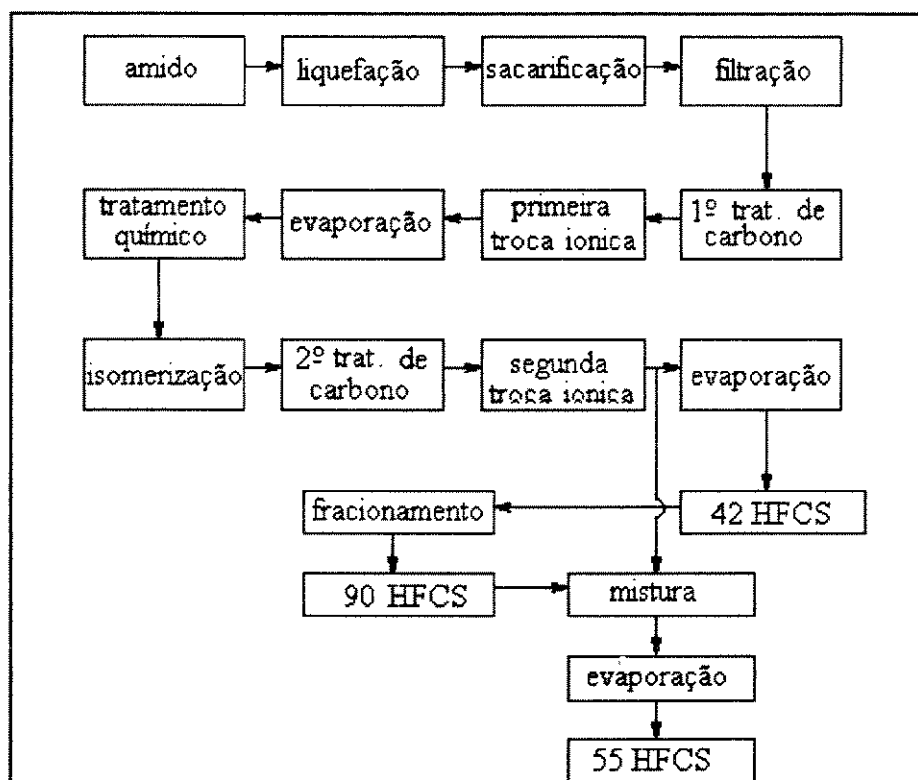 amido
liquefação
sacarificação
filtração
tratamento
químico
evaporação
primeira
troca ionica
1º trat. de
carbono
isomerização
2º trat. de
carbono
segunda
troca ionica
evaporação
fracionamento
42 HFCS
90 HFCS
mistura
evaporação
55 HFCS